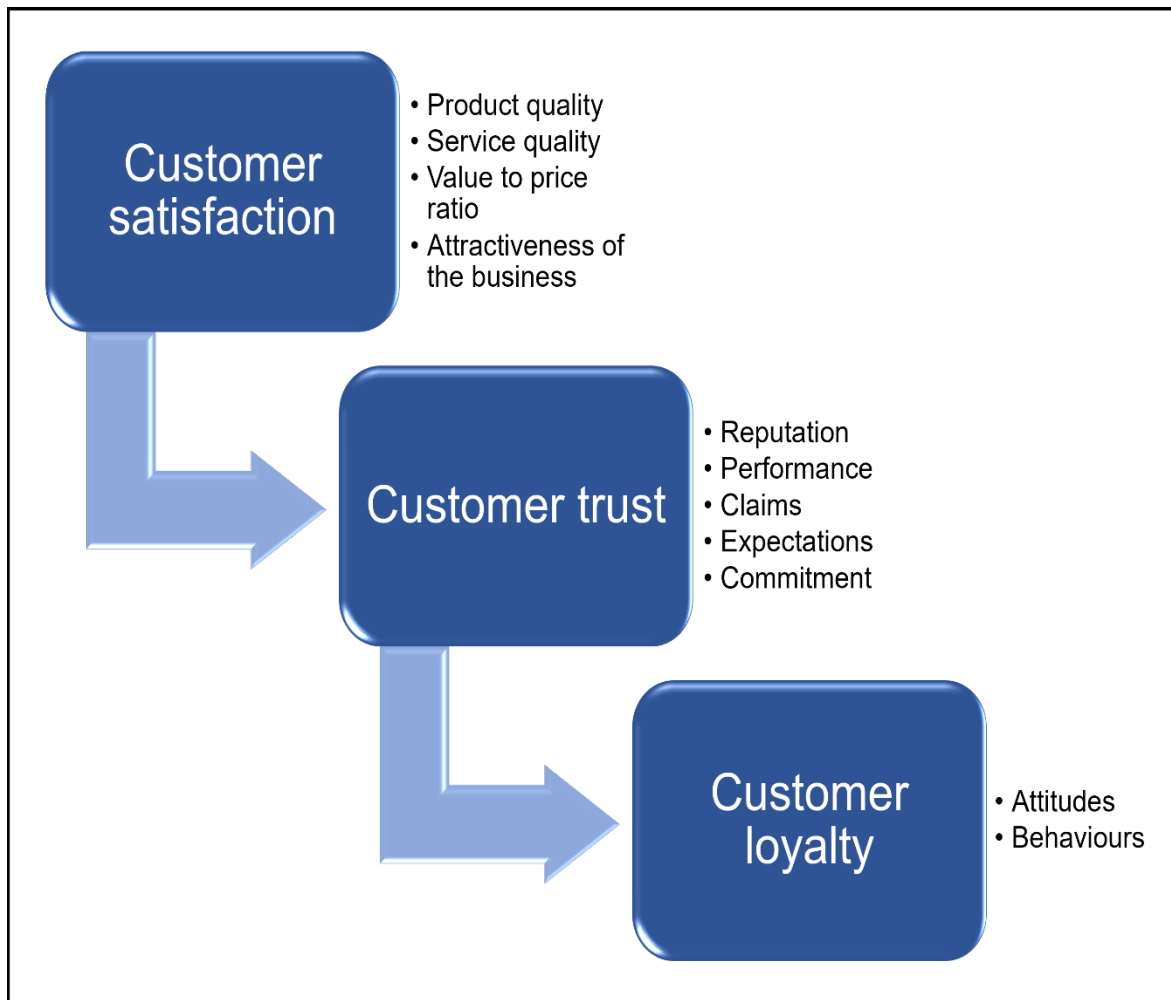 Customer
satisfaction
• Product quality
• Service quality
• Value to price
ratio
• Attractiveness of
the business
Customer trust
• Reputation
• Performance
• Claims
• Expectations
• Commitment
Customer
loyalty
• Attitudes
• Behaviours